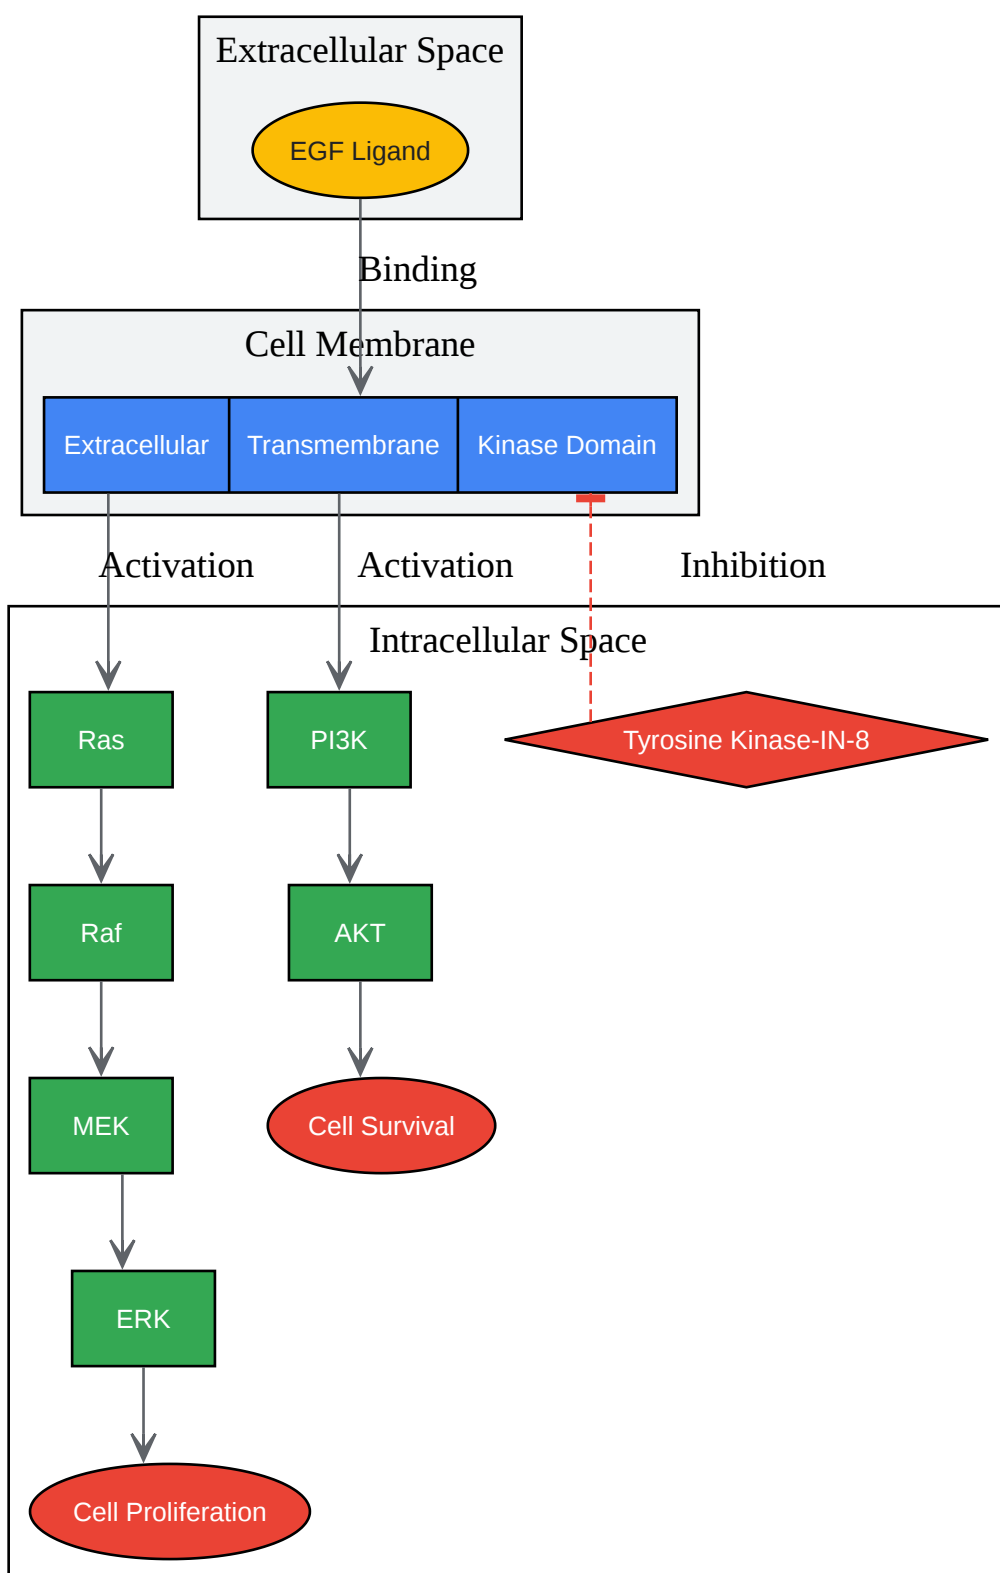 Extracellular Space
EGF Ligand
Binding
Cell Membrane
Extracellular
Transmembrane
Kinase Domain
Activation
Activation
Inhibition
Intracellular Space
Ras
PI3K
Tyrosine Kinase-IN-8
Raf
AKT
MEK
Cell Survival
ERK
Cell Proliferation